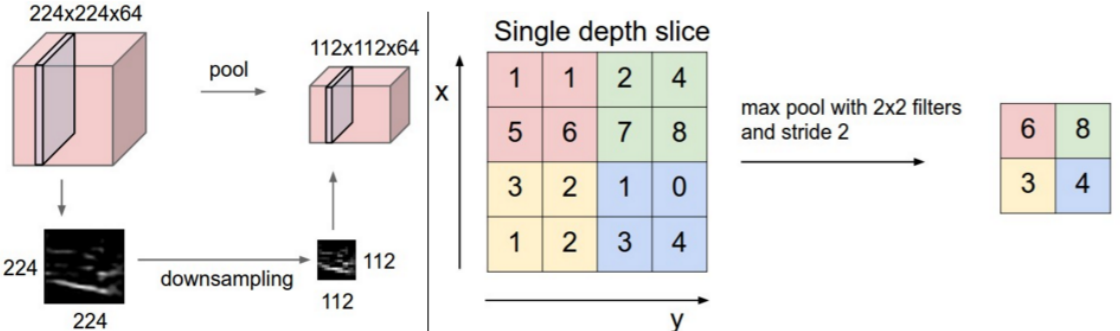 224x224x64
pool
112x112x64
224
224
downsampling
112
112
Single depth slice
x
1 1 2 4
5 6 7 8
3 2 1 0
1 2 3 4
y
max pool with 2x2 filters
and stride 2
6 8
3 4